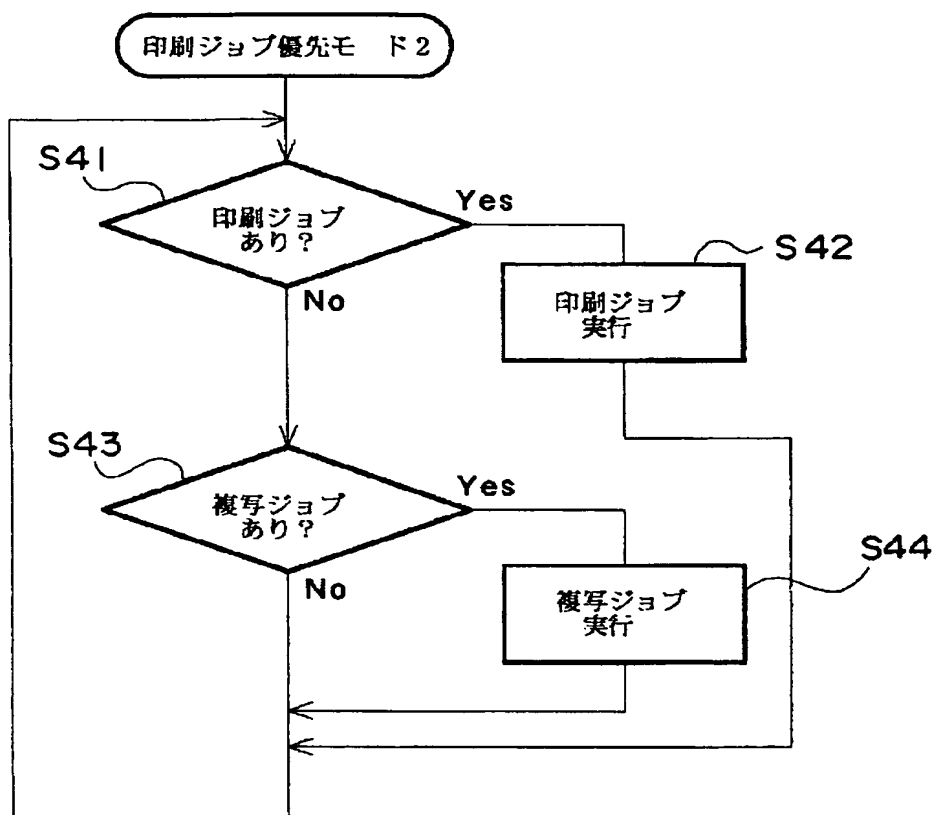 印刷ジョブ優先モード2
S41
印刷ジョブ
あり?
Yes
No
S42
印刷ジョブ
実行
S43
複写ジョブ
あり?
Yes
No
S44
複写ジョブ
実行